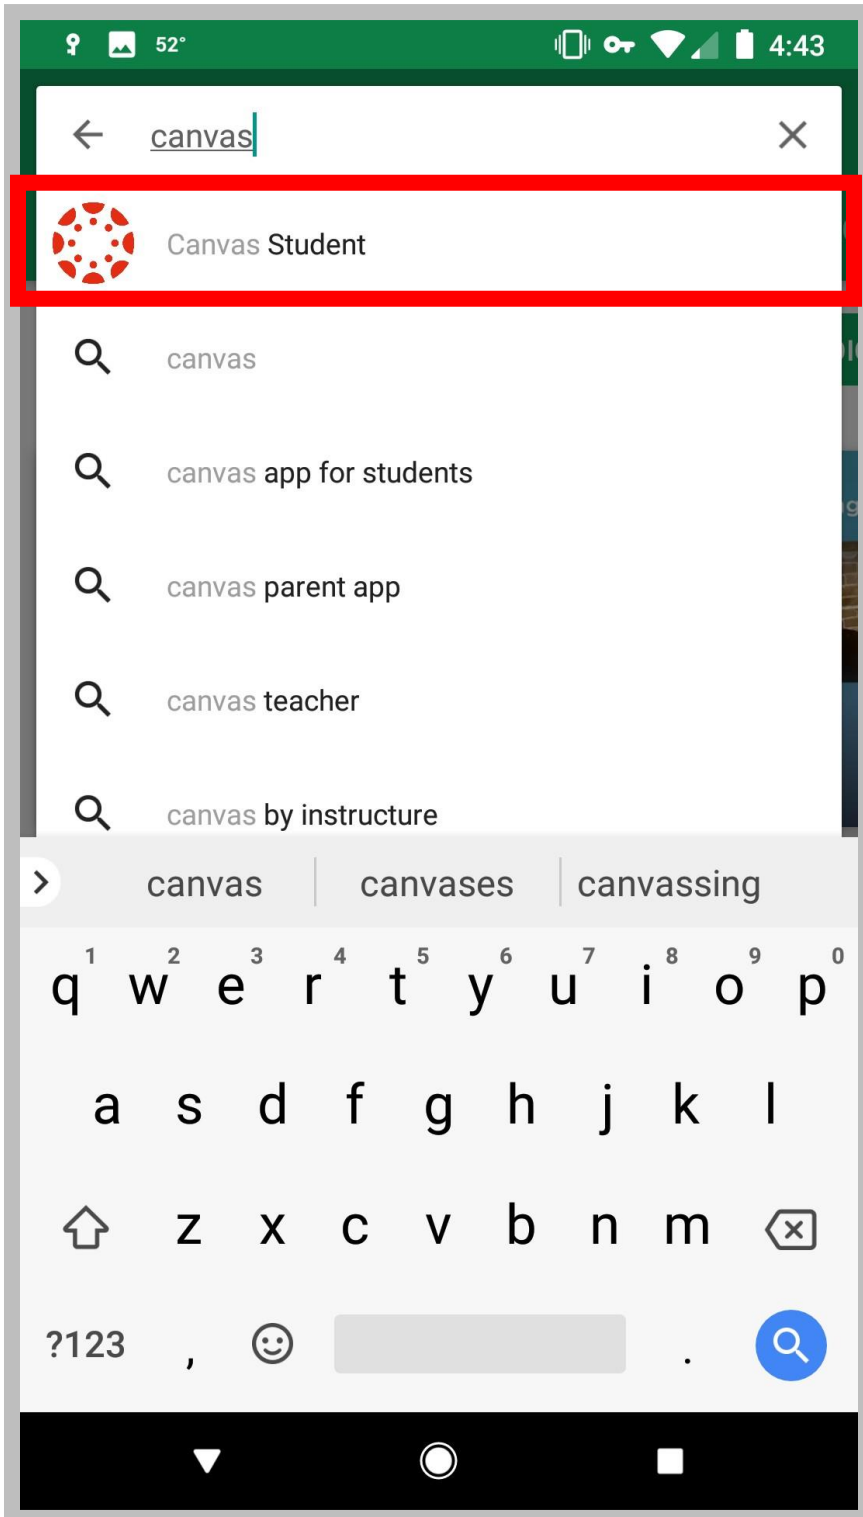 52° 4:43
canvas
Canvas Student
canvas
canvas app for students
canvas parent app
canvas teacher
canvas by instructure
canvas canvases canvassing
1 2 3 4 5 6 7 8 9 0
q w e r t y u i o p
a s d f g h j k l
z x c v b n m
?123 , .